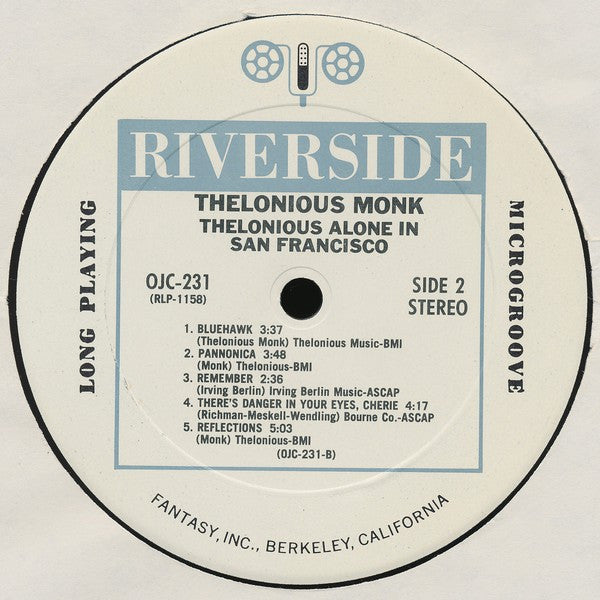 RIVERSIDE
THELONIOUS MONK
THELONIOUS ALONE IN
SAN FRANCISCO
LONG PLAYING
MICROGROOVE
OJC-231
(RLP-1158)
SIDE 2
STEREO
1. BLUEHAWK 3:37
(Thelonious Monk) Thelonious Music-BMI
2. PANNONICA 3:48
(Monk) Thelonious-BMI
3. REMEMBER 2:36
(Irving Berlin) Irving Berlin Music-ASCAP
4. THERE'S DANGER IN YOUR EYES, CHERIE 4:17
(Richman-Meskell-Wendling) Bourne Co.-ASCAP
5. REFLECTIONS 5:03
(Monk) Thelonious-BMI
(OJC-231-B)
FANTASY, INC., BERKELEY, CALIFORNIA